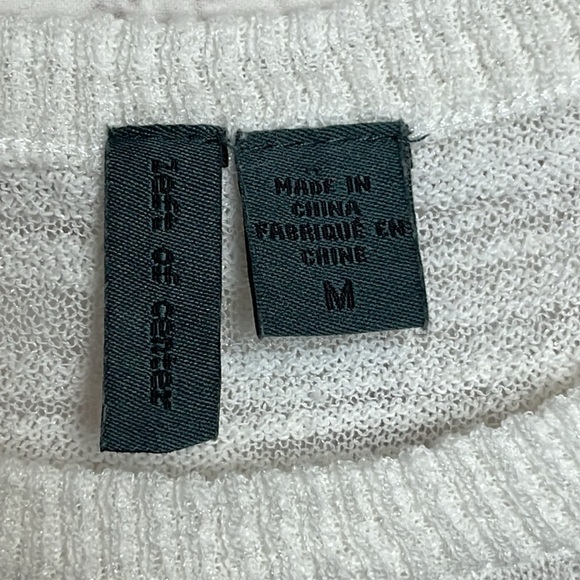 left of center
MADE IN
CHINA
FABRIQUÉ EN
CHINE
M